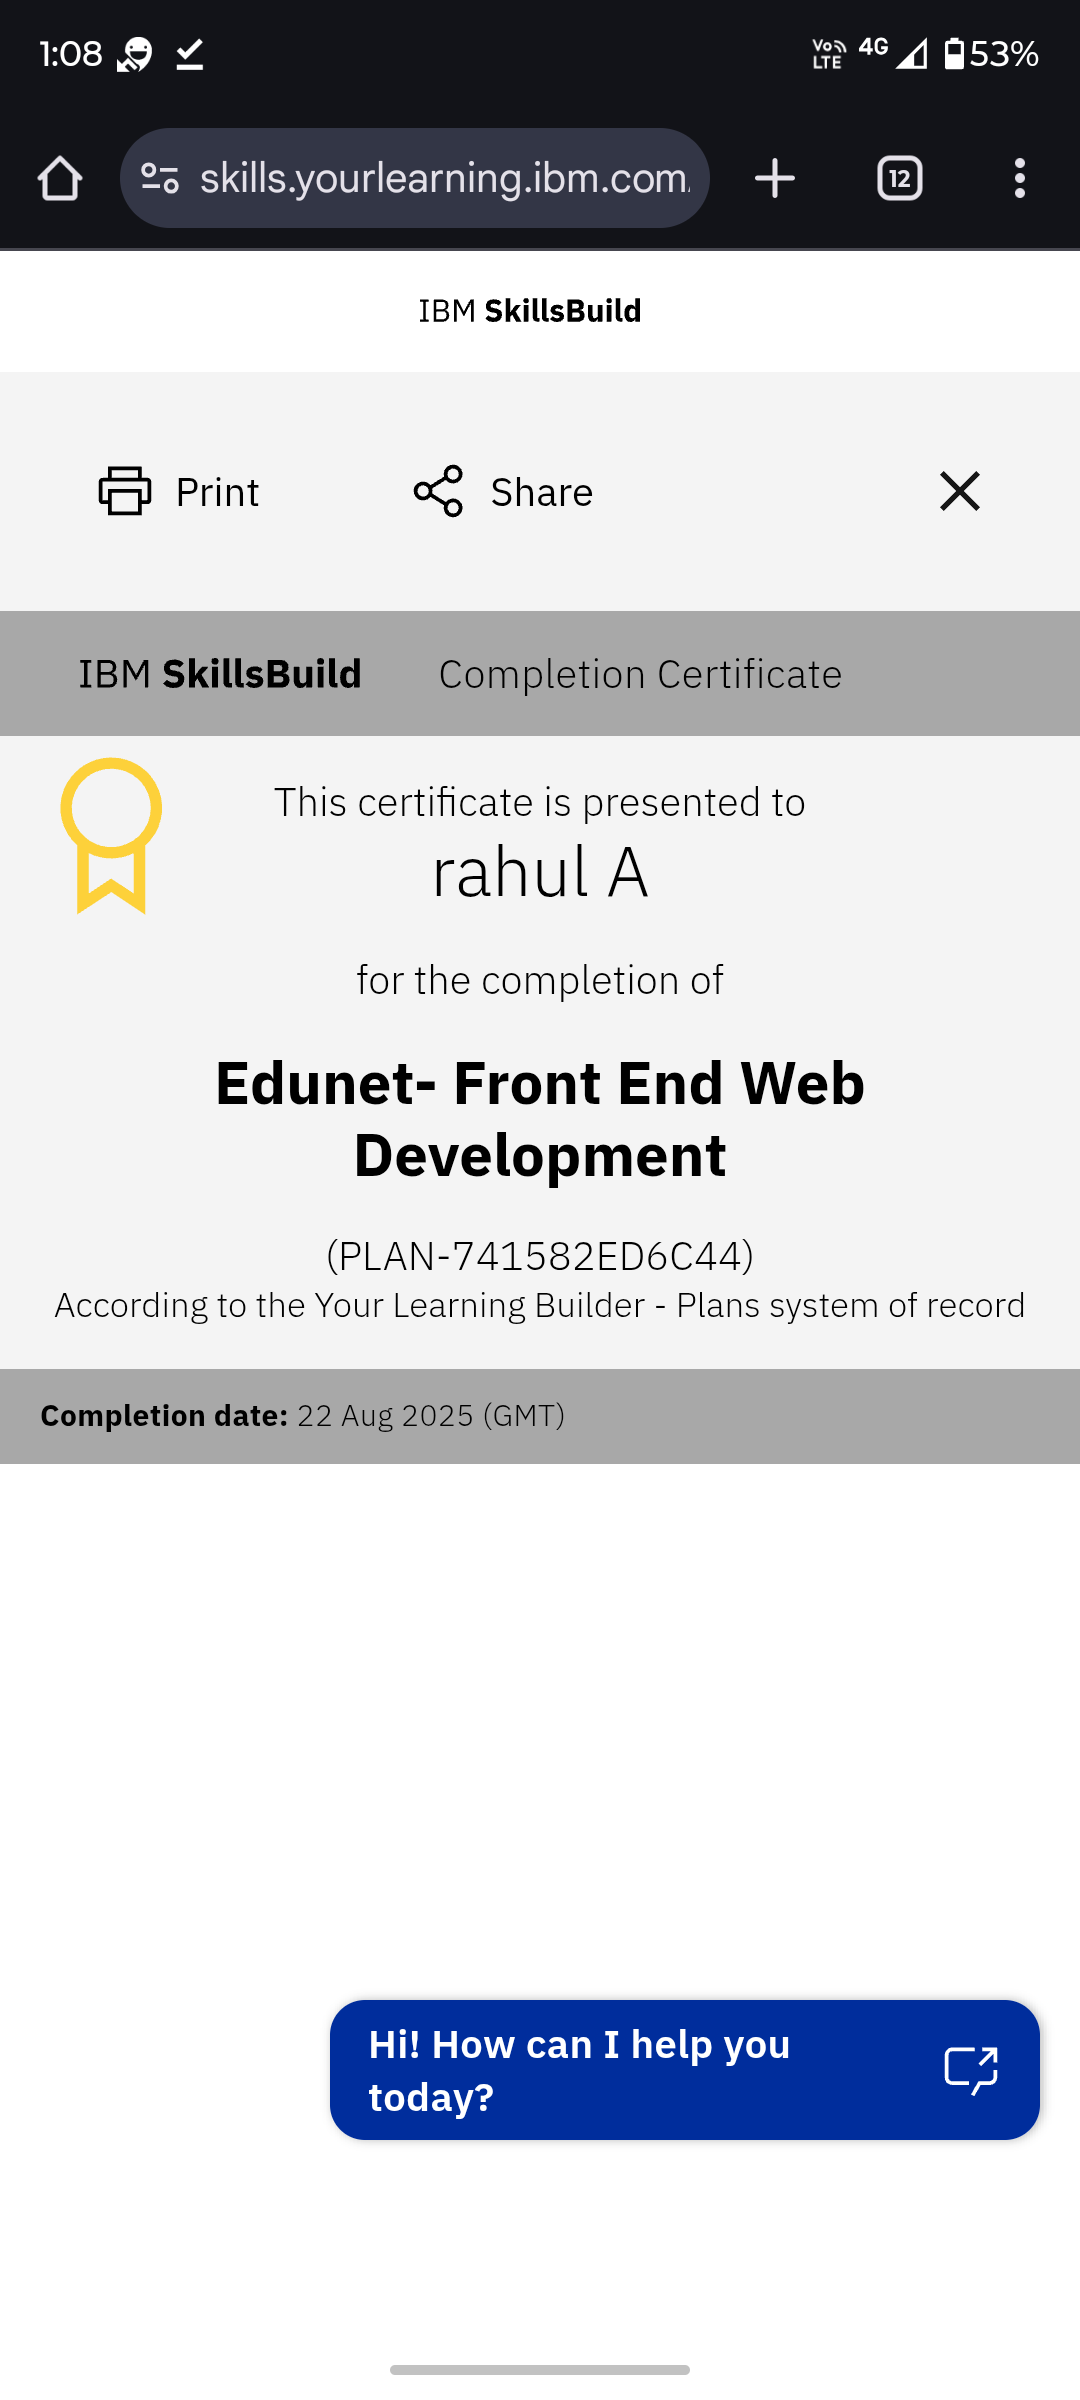 1:08 VoLTE 4G 53%
skills.yourlearning.ibm.com 12
IBM SkillsBuild
Print Share
IBM SkillsBuild Completion Certificate
This certificate is presented to
rahul A
for the completion of
Edunet- Front End Web
Development
(PLAN-741582ED6C44)
According to the Your Learning Builder - Plans system of record
Completion date: 22 Aug 2025 (GMT)
Hi! How can I help you
today?